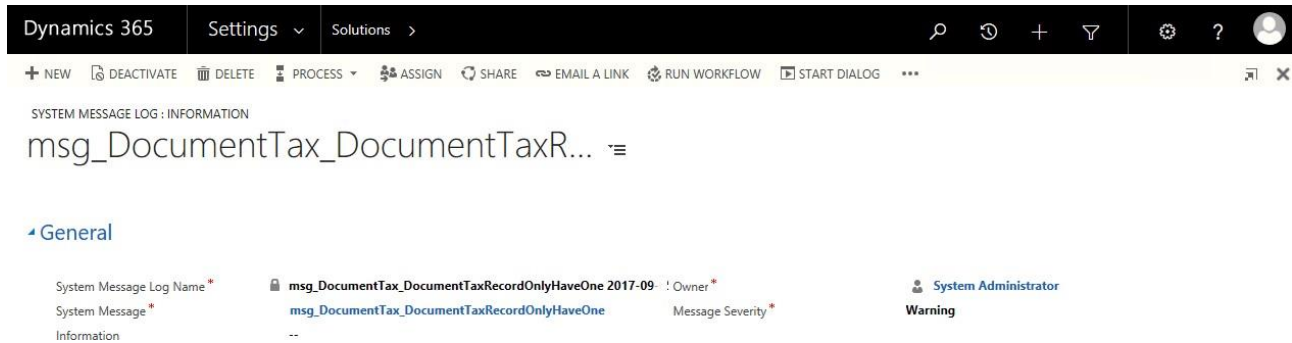 Dynamics 365 Settings Solutions > ?
+ NEW DEACTIVATE DELETE PROCESS ASSIGN SHARE EMAIL A LINK RUN WORKFLOW START DIALOG •••
SYSTEM MESSAGE LOG : INFORMATION
msg_DocumentTax_DocumentTaxR...
General
System Message Log Name* msg_DocumentTax_DocumentTaxRecordOnlyHaveOne 2017-09- Owner* System Administrator
System Message* msg_DocumentTax_DocumentTaxRecordOnlyHaveOne Message Severity* Warning
Information --